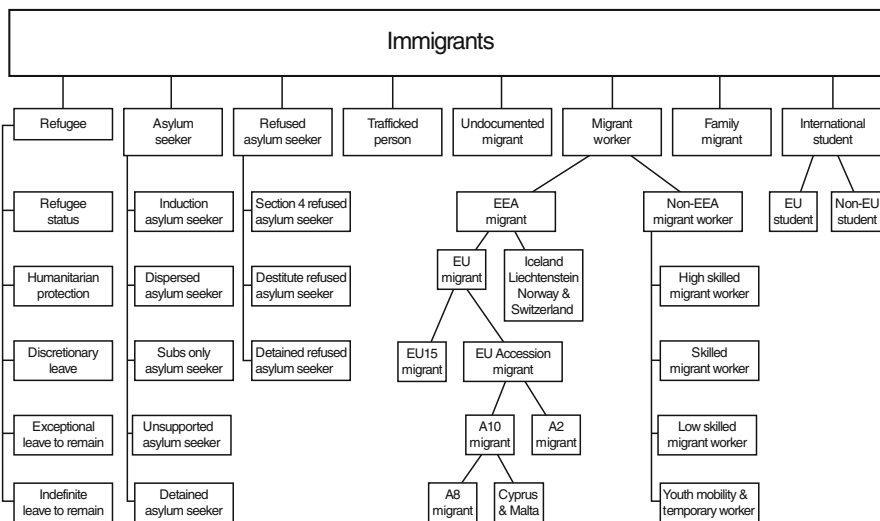 Immigrants
Refugee
Asylum
seeker
Refused
asylum seeker
Trafficked
person
Undocumented
migrant
Migrant
worker
Family
migrant
International
student
Refugee
status
Humanitarian
protection
Discretionary
leave
Exceptional
leave to remain
Indefinite
leave to remain
Induction
asylum seeker
Dispersed
asylum seeker
Subs only
asylum seeker
Unsupported
asylum seeker
Detained
asylum seeker
Section 4 refused
asylum seeker
Destitute refused
asylum seeker
Detained refused
asylum seeker
EEA
migrant
EU
migrant
Iceland
Liechtenstein
Norway &
Switzerland
EU15
migrant
EU Accession
migrant
A10
migrant
A2
migrant
A8
migrant
Cyprus
& Malta
Non-EEA
migrant worker
High skilled
migrant worker
Skilled
migrant worker
Low skilled
migrant worker
Youth mobility &
temporary worker
EU
student
Non-EU
student